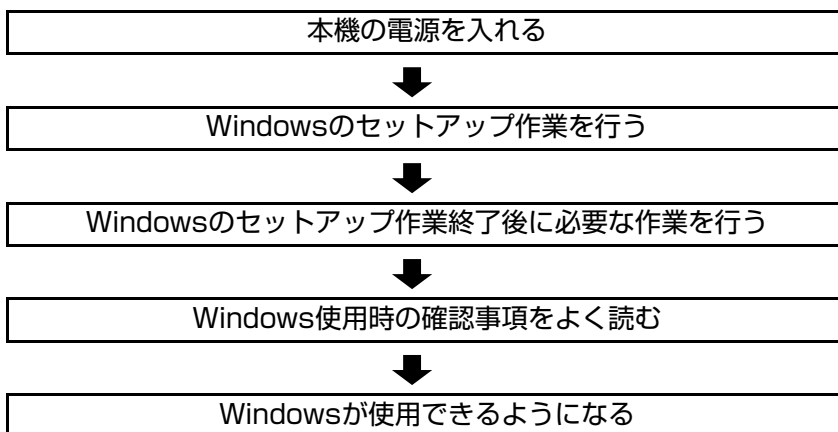 本機の電源を入れる
Windowsのセットアップ作業を行う
Windowsのセットアップ作業終了後に必要な作業を行う
Windows使用時の確認事項をよく読む
Windowsが使用できるようになる